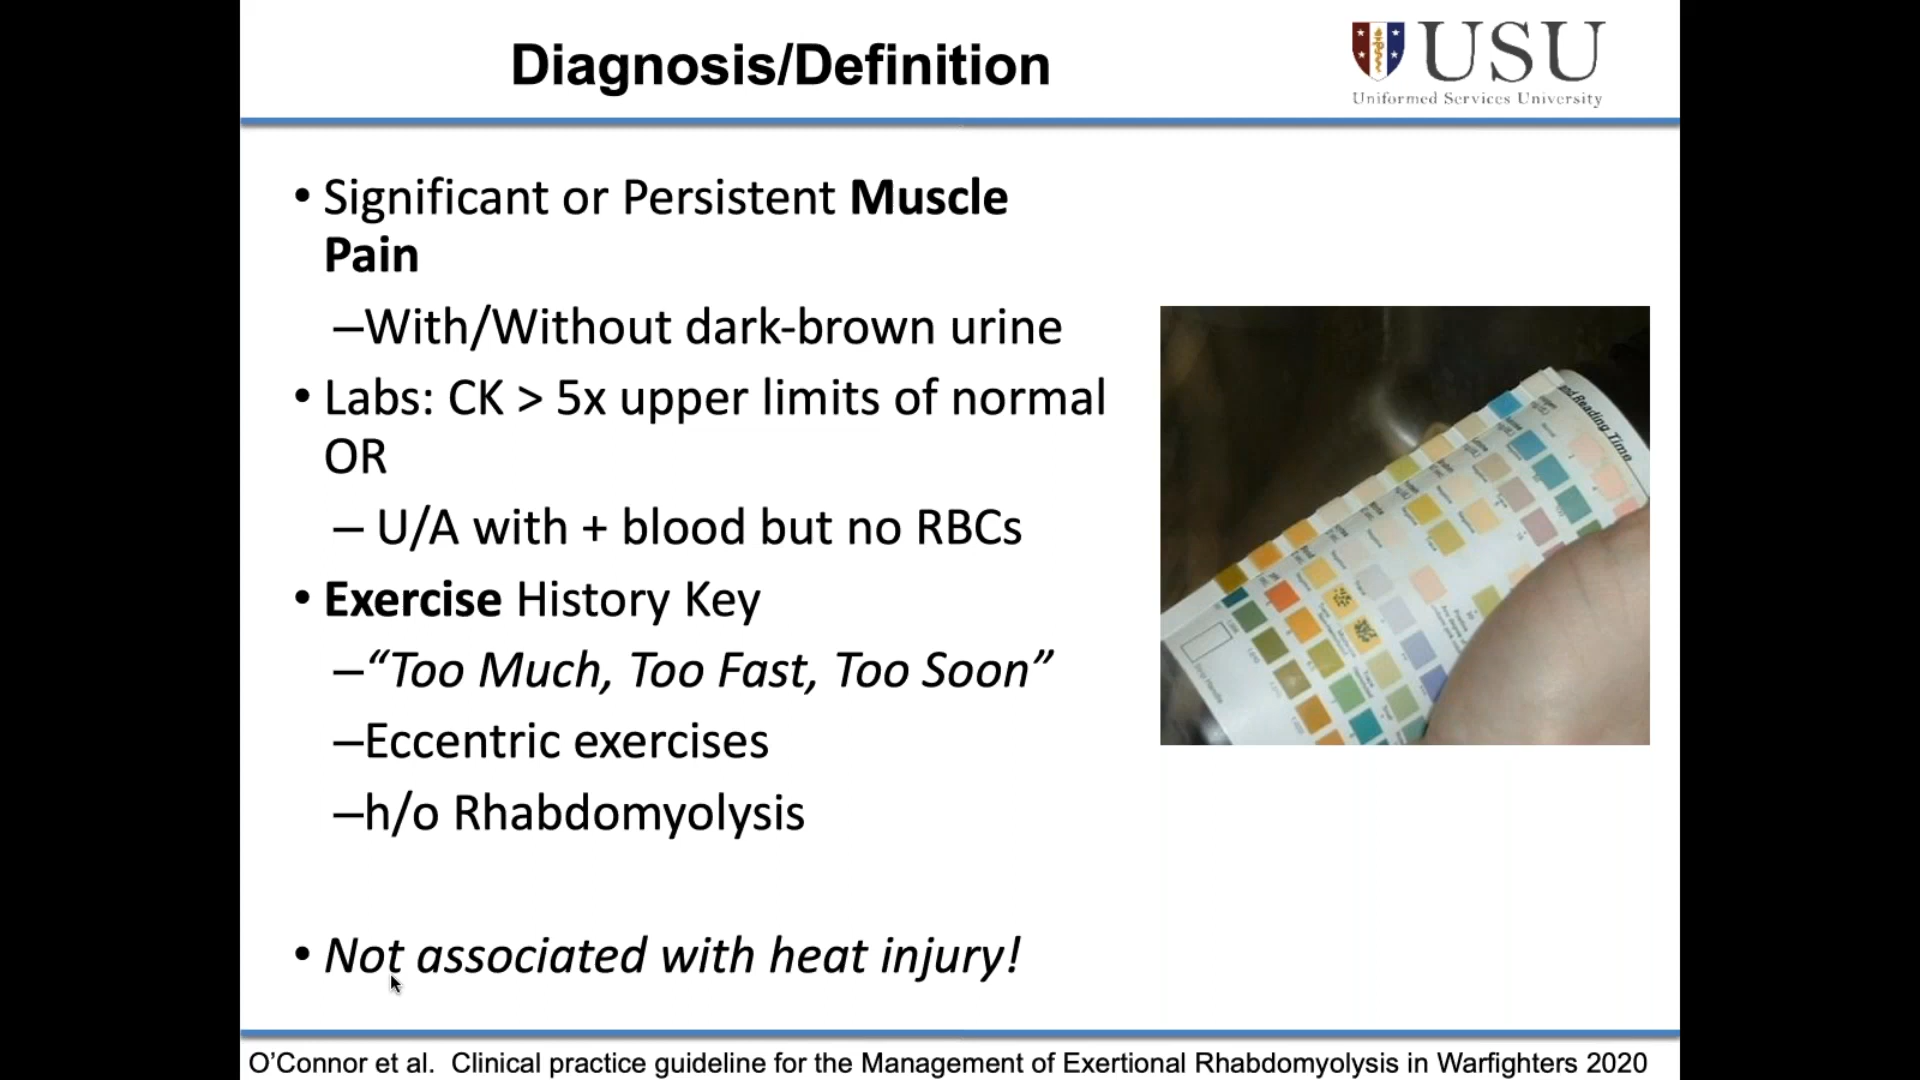 Diagnosis/Definition
USU
Uniformed Services University
• Significant or Persistent Muscle
Pain
–With/Without dark-brown urine
• Labs: CK > 5x upper limits of normal
OR
– U/A with + blood but no RBCs
• Exercise History Key
–“Too Much, Too Fast, Too Soon”
–Eccentric exercises
–h/o Rhabdomyolysis
• Not associated with heat injury!
and Reading Time
O’Connor et al. Clinical practice guideline for the Management of Exertional Rhabdomyolysis in Warfighters 2020